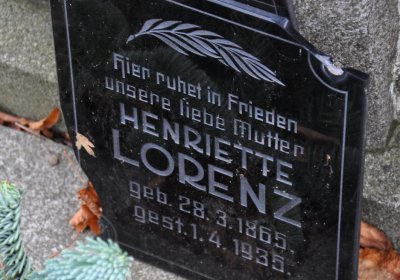 Hier ruhet in Frieden
unsere liebe Mutter
HENRIETTE
LORENZ
geb. 28.3.1865.
gest. 1.4.1935.